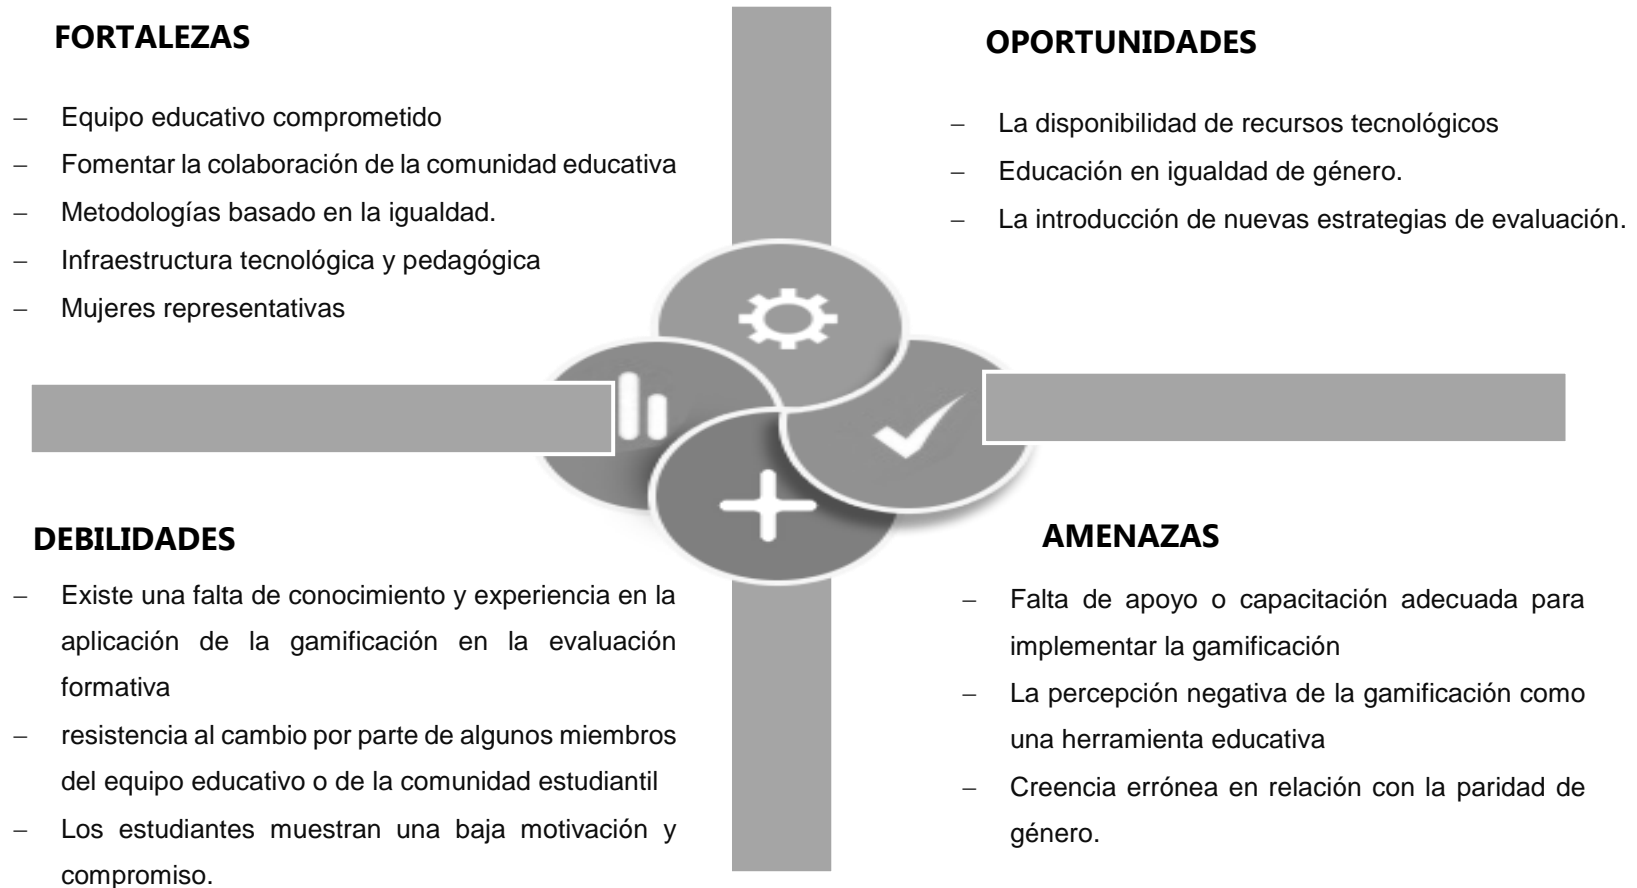 FORTALEZAS
– Equipo educativo comprometido
– Fomentar la colaboración de la comunidad educativa
– Metodologías basado en la igualdad.
– Infraestructura tecnológica y pedagógica
– Mujeres representativas
OPORTUNIDADES
– La disponibilidad de recursos tecnológicos
– Educación en igualdad de género.
– La introducción de nuevas estrategias de evaluación.
DEBILIDADES
– Existe una falta de conocimiento y experiencia en la
aplicación de la gamificación en la evaluación
formativa
– resistencia al cambio por parte de algunos miembros
del equipo educativo o de la comunidad estudiantil
– Los estudiantes muestran una baja motivación y
compromiso.
AMENAZAS
– Falta de apoyo o capacitación adecuada para
implementar la gamificación
– La percepción negativa de la gamificación como
una herramienta educativa
– Creencia errónea en relación con la paridad de
género.